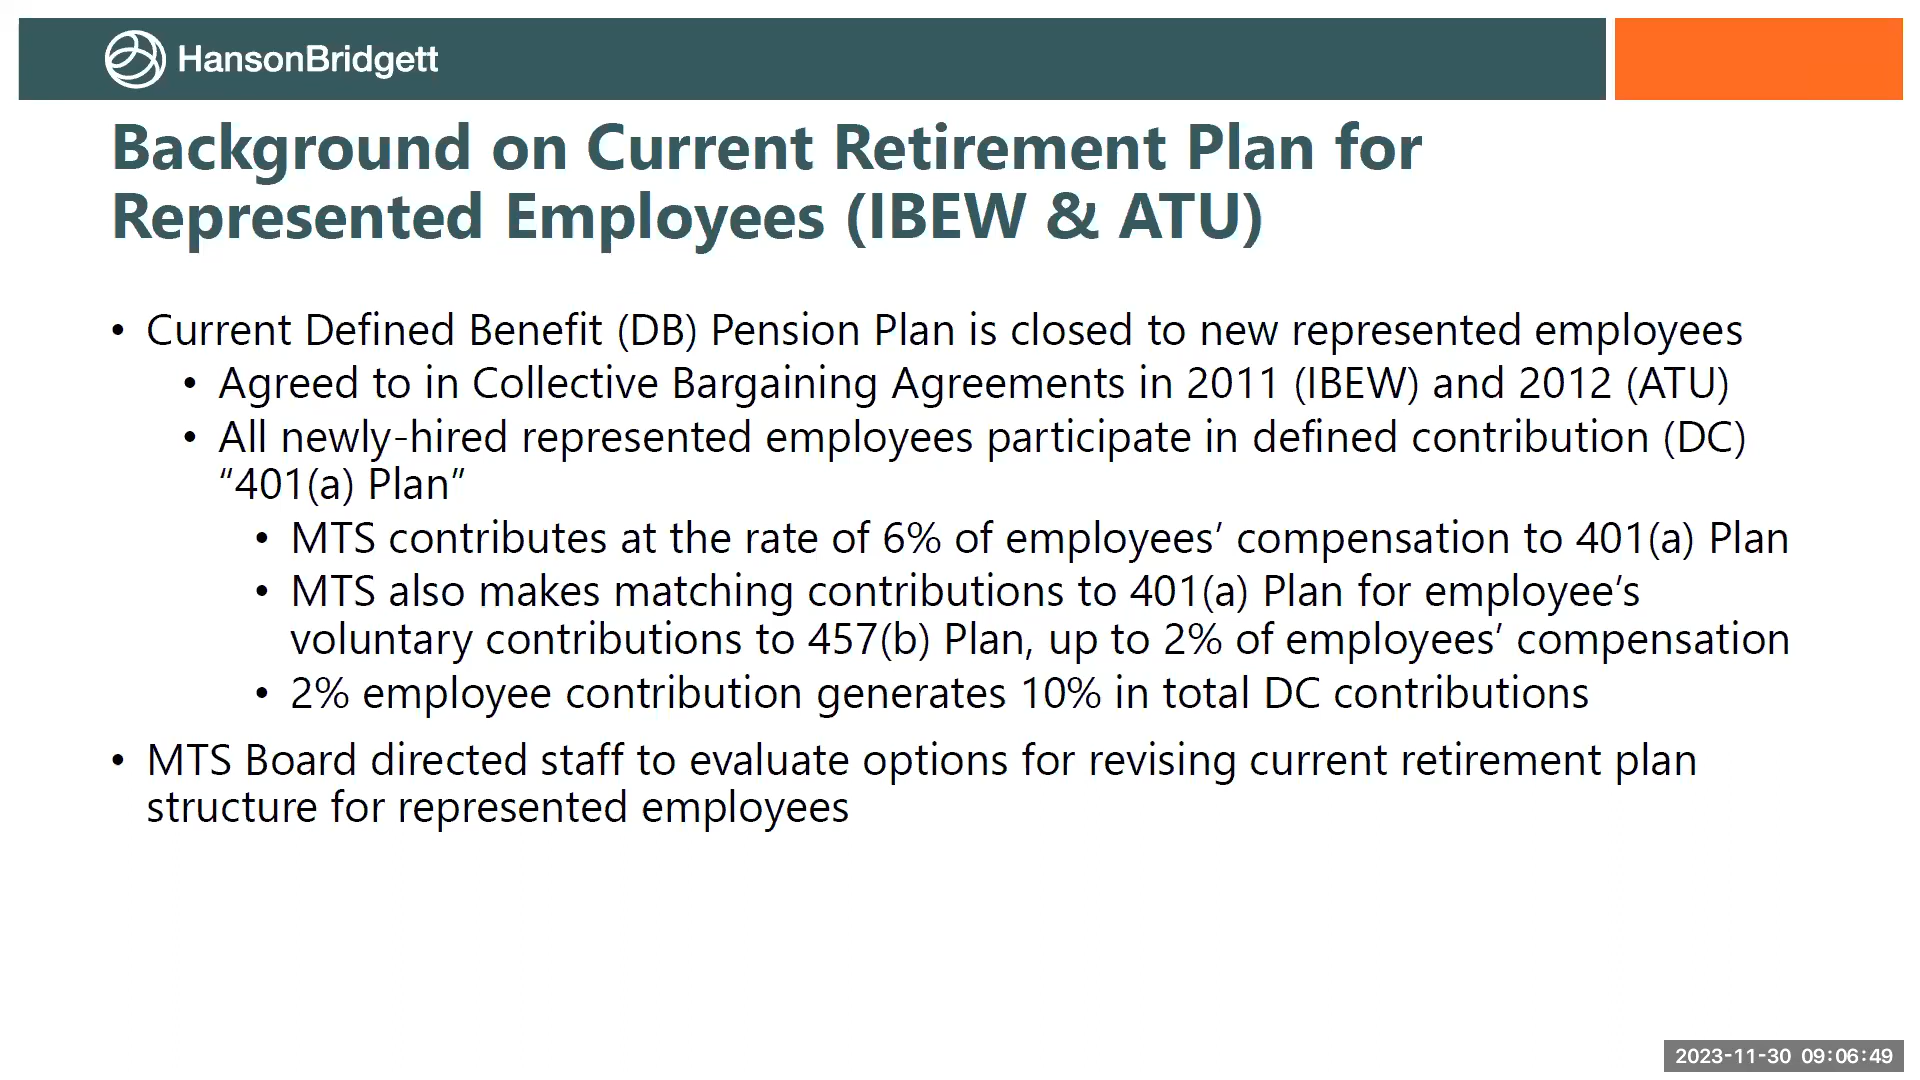 HansonBridgett
Background on Current Retirement Plan for
Represented Employees (IBEW & ATU)
• Current Defined Benefit (DB) Pension Plan is closed to new represented employees
• Agreed to in Collective Bargaining Agreements in 2011 (IBEW) and 2012 (ATU)
• All newly-hired represented employees participate in defined contribution (DC)
“401(a) Plan”
• MTS contributes at the rate of 6% of employees’ compensation to 401(a) Plan
• MTS also makes matching contributions to 401(a) Plan for employee’s
voluntary contributions to 457(b) Plan, up to 2% of employees’ compensation
• 2% employee contribution generates 10% in total DC contributions
• MTS Board directed staff to evaluate options for revising current retirement plan
structure for represented employees
2023-11-30 09:06:49